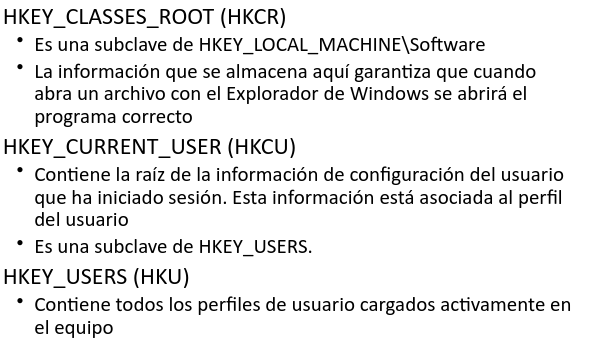 HKEY_CLASSES_ROOT (HKCR)
• Es una subclave de HKEY_LOCAL_MACHINE\Software
• La información que se almacena aquí garantiza que cuando
abra un archivo con el Explorador de Windows se abrirá el
programa correcto
HKEY_CURRENT_USER (HKCU)
• Contiene la raíz de la información de configuración del usuario
que ha iniciado sesión. Esta información está asociada al perfil
del usuario
• Es una subclave de HKEY_USERS.
HKEY_USERS (HKU)
• Contiene todos los perfiles de usuario cargados activamente en
el equipo